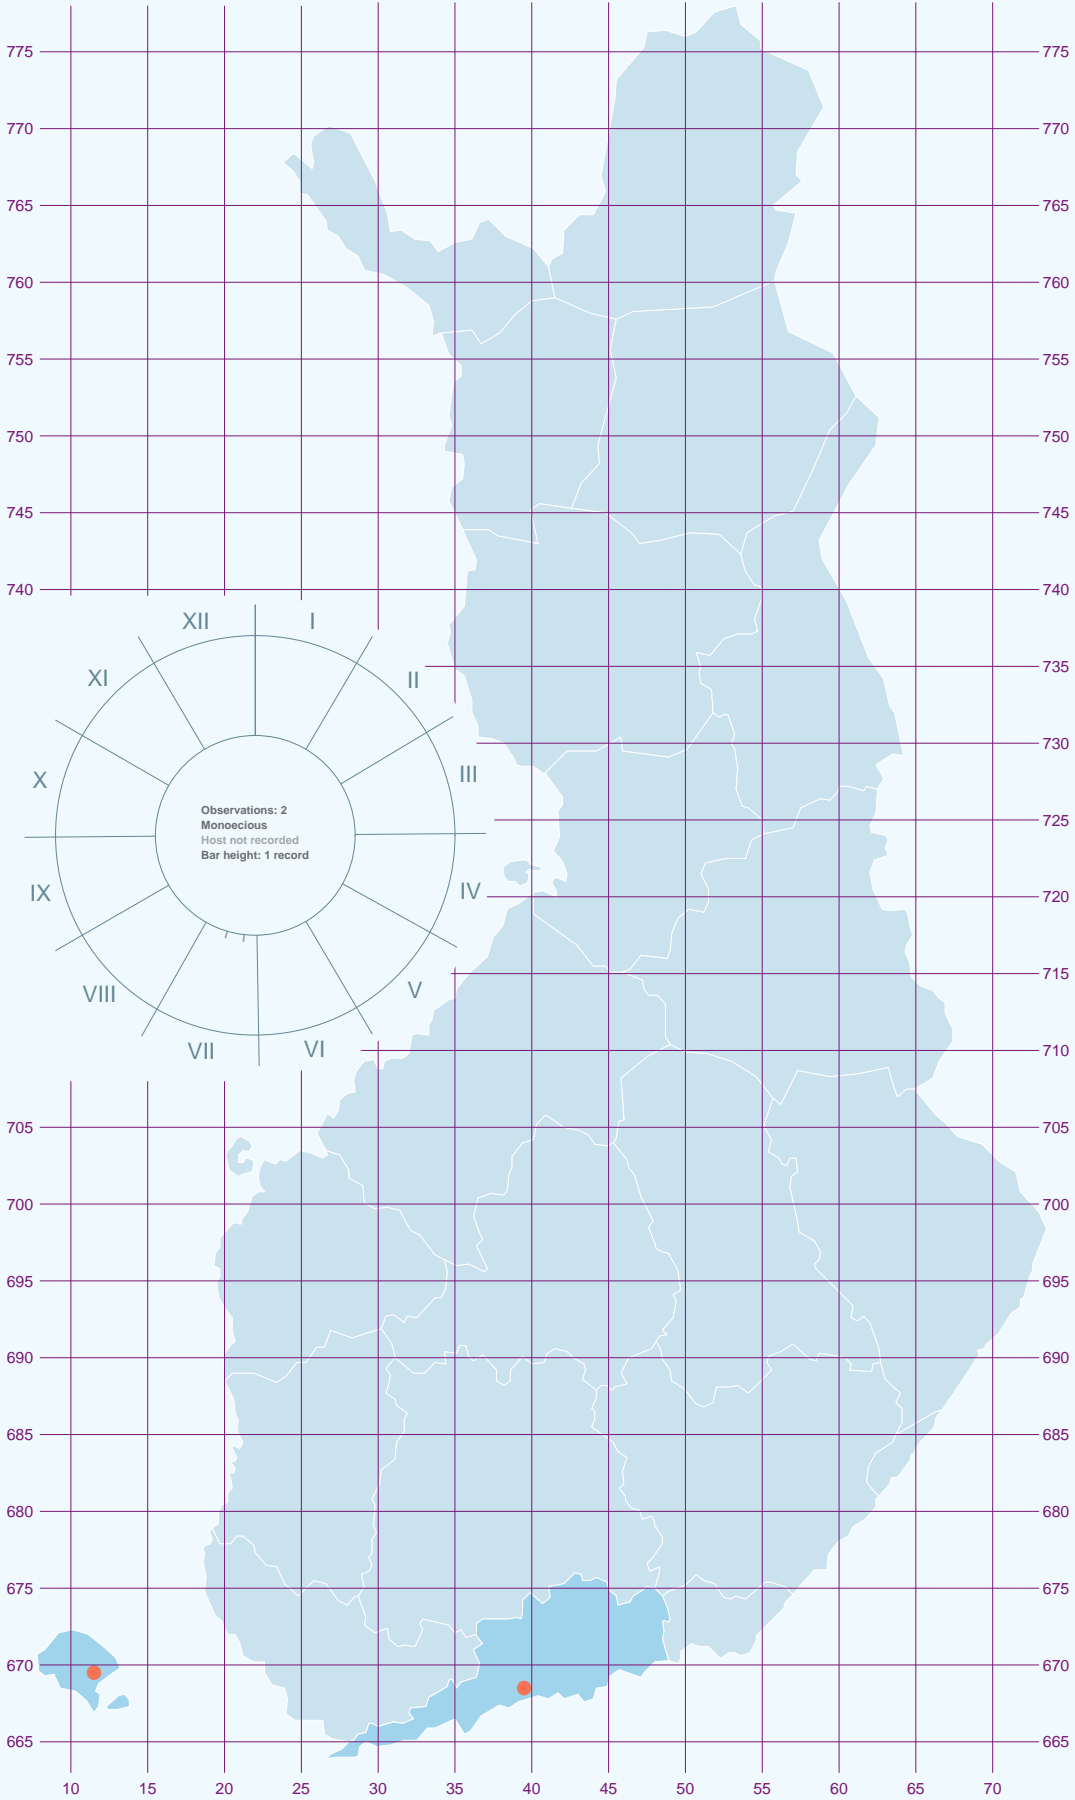 775 775
770 770
765 765
760 760
755 755
750 750
745 745
740 740
XII I
XI II
735
730
X III
Observations: 2
Monoecious
Host not recorded
Bar height: 1 record
725
IX IV
720
VIII V
715
VII VI
710
705 705
700 700
695 695
690 690
685 685
680 680
675 675
670 670
665 665
10 15 20 25 30 35 40 45 50 55 60 65 70